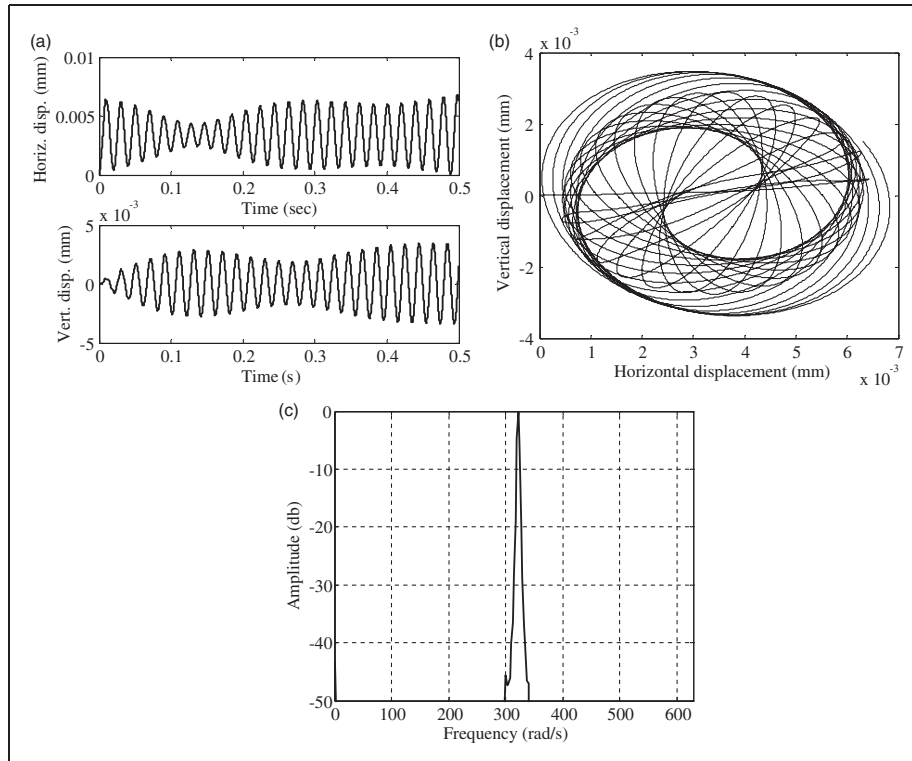 (a)
Horiz. disp. (mm)
0.01
0.005
0
0 0.1 0.2 0.3 0.4 0.5
Time (sec)
x 10⁻³
Vert. disp. (mm)
5
0
-5
0 0.1 0.2 0.3 0.4 0.5
Time (s)
(b)
x 10⁻³
Vertical displacement (mm)
4
2
0
-2
-4
0 1 2 3 4 5 6 7
Horizontal displacement (mm)
x 10⁻³
(c)
Amplitude (db)
0
-10
-20
-30
-40
-50
0 100 200 300 400 500 600
Frequency (rad/s)